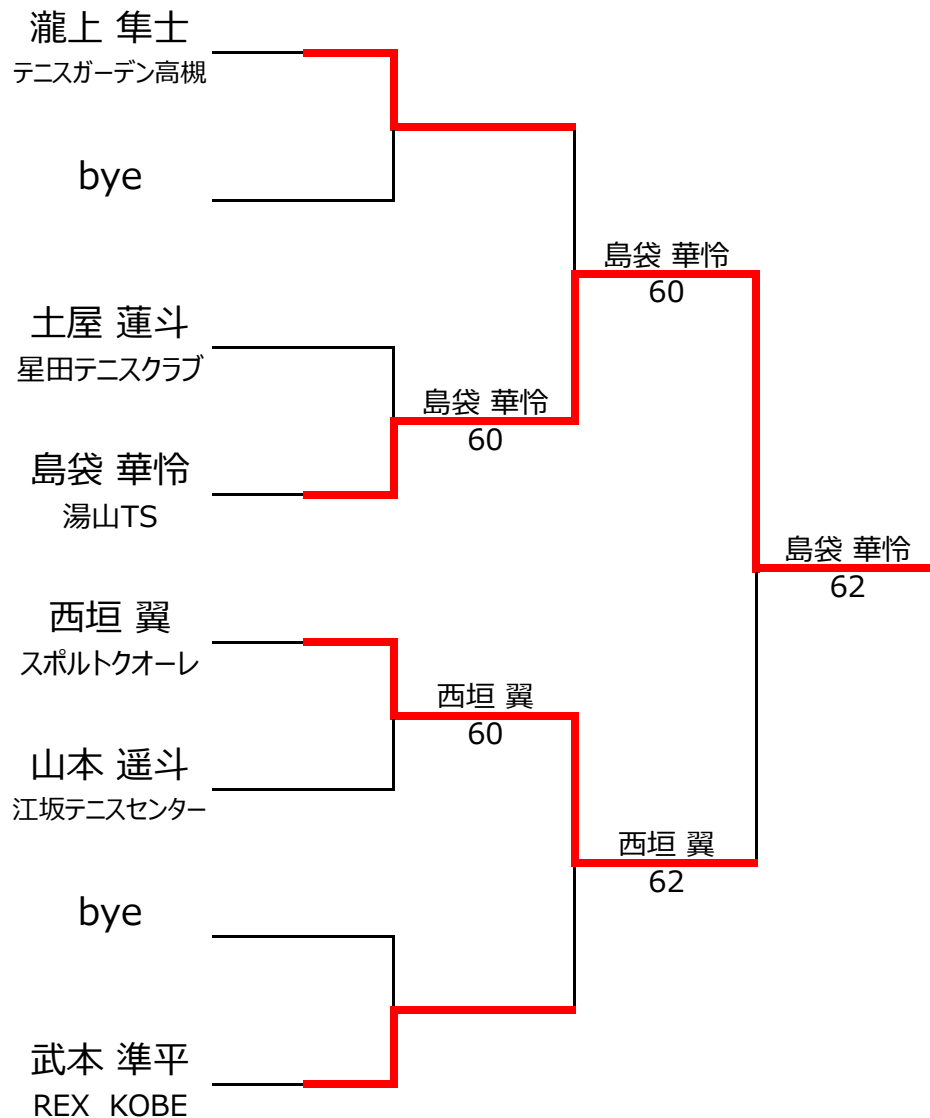 瀧上 隼士
テニスガーデン高槻
bye
島袋 華怜
60
土屋 蓮斗
星田テニスクラブ
島袋 華怜
60
島袋 華怜
湯山TS
島袋 華怜
62
西垣 翼
スポルトクオーレ
西垣 翼
60
山本 遥斗
江坂テニスセンター
西垣 翼
62
bye
武本 準平
REX KOBE